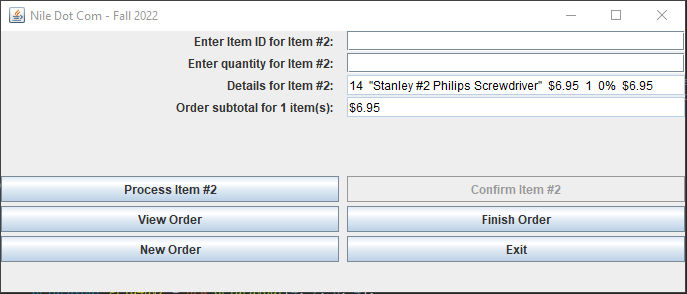 Nile Dot Com - Fall 2022
Enter Item ID for Item #2:
Enter quantity for Item #2:
Details for Item #2: 14 "Stanley #2 Philips Screwdriver" $6.95 1 0% $6.95
Order subtotal for 1 item(s): $6.95
Process Item #2 Confirm Item #2
View Order Finish Order
New Order Exit